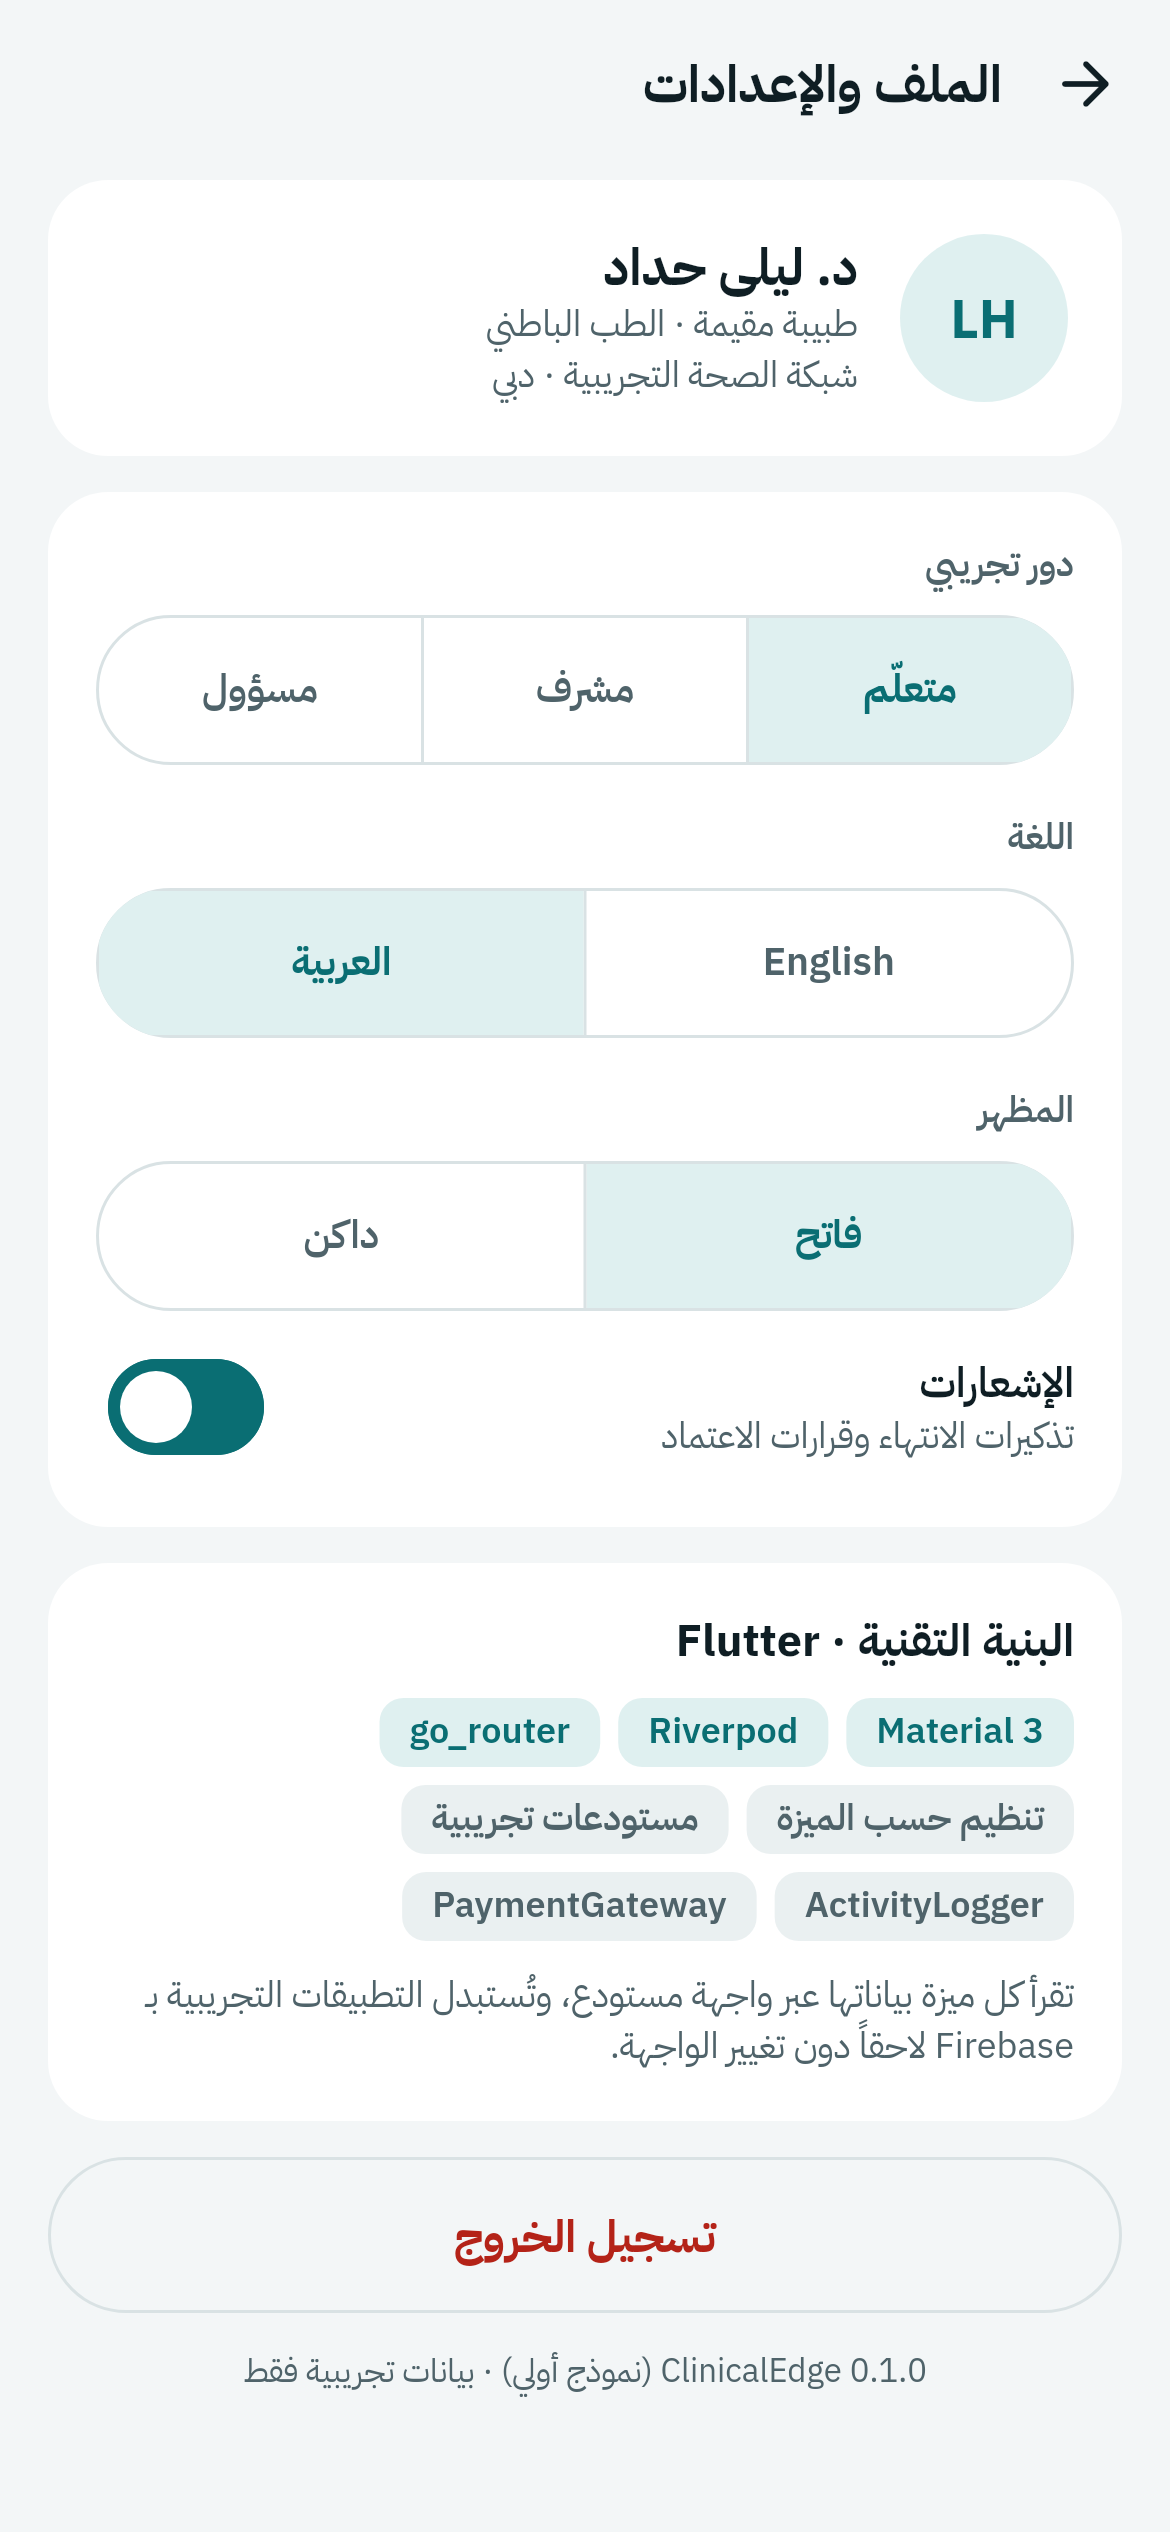 الملف والإعدادات
LH
د. ليلى حداد
طبيبة مقيمة · الطب الباطني
شبكة الصحة التجريبية · دبي
دور تجريبي
متعلّم
مشرف
مسؤول
اللغة
English
العربية
المظهر
فاتح
داكن
الإشعارات
تذكيرات الانتهاء وقرارات الاعتماد
البنية التقنية · Flutter
Material 3
Riverpod
go_router
تنظيم حسب الميزة
مستودعات تجريبية
ActivityLogger
PaymentGateway
تقرأ كل ميزة بياناتها عبر واجهة مستودع، وتُستبدل التطبيقات التجريبية بـ
Firebase لاحقاً دون تغيير الواجهة.
تسجيل الخروج
ClinicalEdge 0.1.0 (نموذج أولي) · بيانات تجريبية فقط